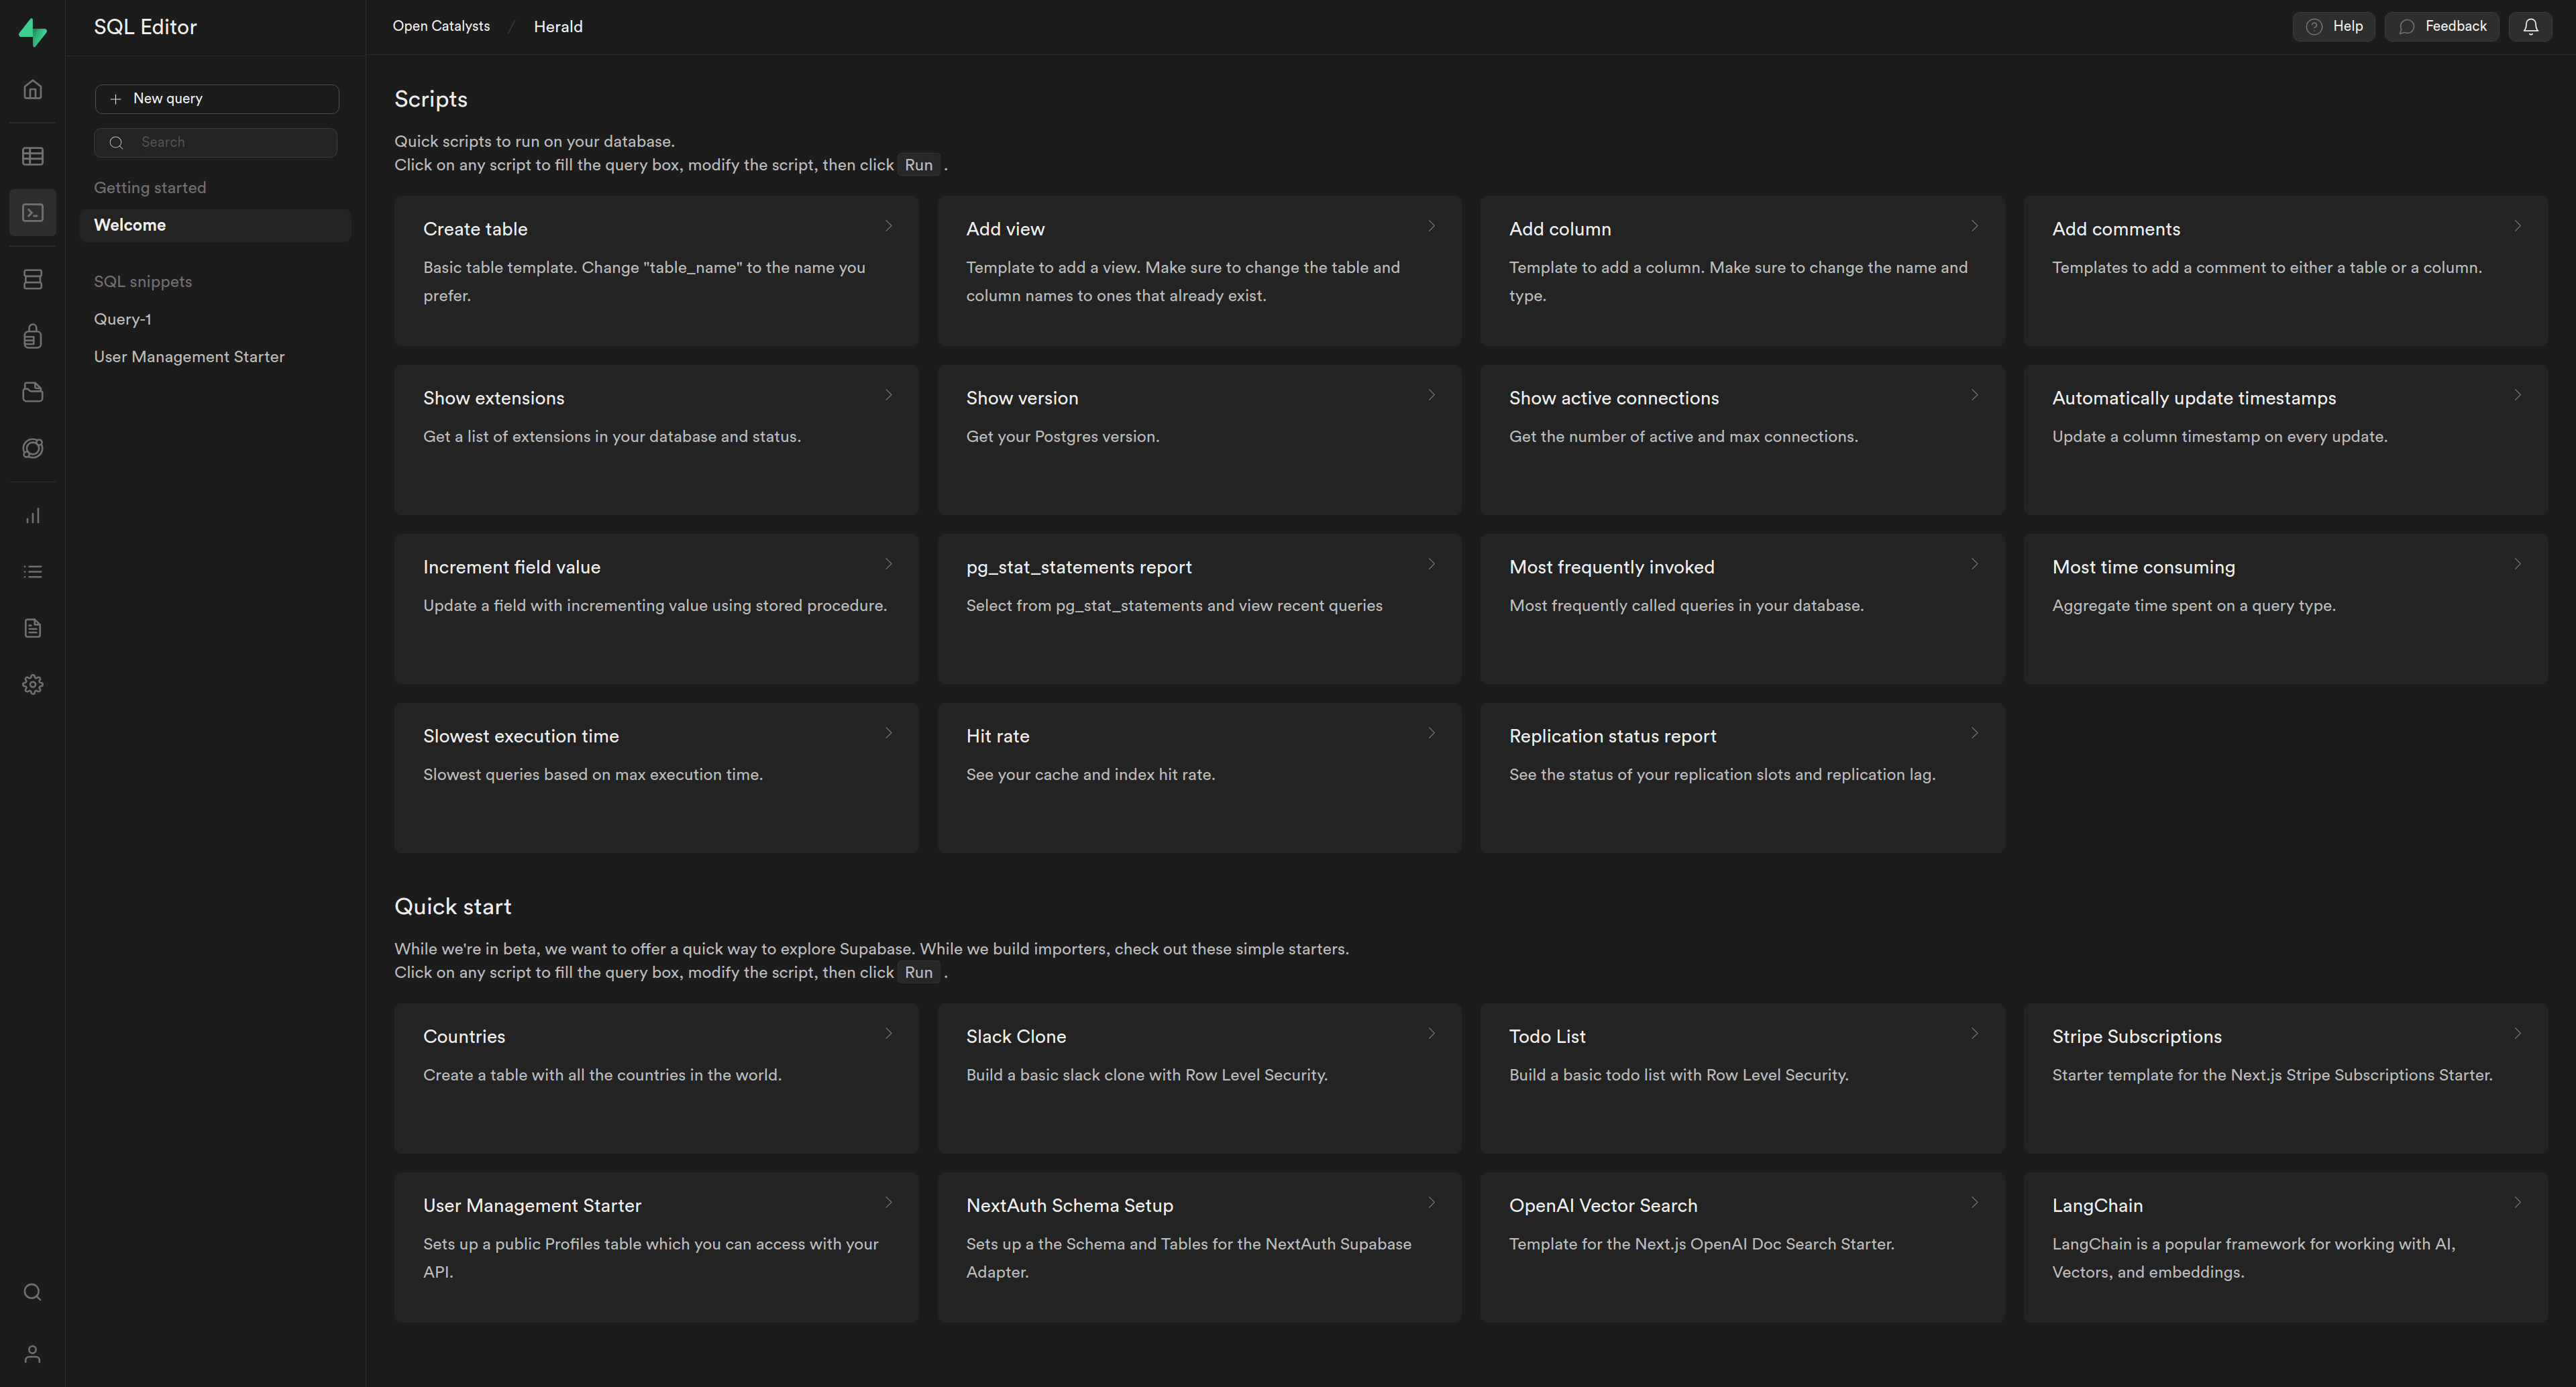 SQL Editor
Open Catalysts / Herald
Help
Feedback
New query
Search
Getting started
Welcome
SQL snippets
Query-1
User Management Starter
Scripts
Quick scripts to run on your database.
Click on any script to fill the query box, modify the script, then click Run .
Create table
Basic table template. Change "table_name" to the name you
prefer.
Add view
Template to add a view. Make sure to change the table and
column names to ones that already exist.
Add column
Template to add a column. Make sure to change the name and
type.
Add comments
Templates to add a comment to either a table or a column.
Show extensions
Get a list of extensions in your database and status.
Show version
Get your Postgres version.
Show active connections
Get the number of active and max connections.
Automatically update timestamps
Update a column timestamp on every update.
Increment field value
Update a field with incrementing value using stored procedure.
pg_stat_statements report
Select from pg_stat_statements and view recent queries
Most frequently invoked
Most frequently called queries in your database.
Most time consuming
Aggregate time spent on a query type.
Slowest execution time
Slowest queries based on max execution time.
Hit rate
See your cache and index hit rate.
Replication status report
See the status of your replication slots and replication lag.
Quick start
While we're in beta, we want to offer a quick way to explore Supabase. While we build importers, check out these simple starters.
Click on any script to fill the query box, modify the script, then click Run .
Countries
Create a table with all the countries in the world.
Slack Clone
Build a basic slack clone with Row Level Security.
Todo List
Build a basic todo list with Row Level Security.
Stripe Subscriptions
Starter template for the Next.js Stripe Subscriptions Starter.
User Management Starter
Sets up a public Profiles table which you can access with your
API.
NextAuth Schema Setup
Sets up a the Schema and Tables for the NextAuth Supabase
Adapter.
OpenAI Vector Search
Template for the Next.js OpenAI Doc Search Starter.
LangChain
LangChain is a popular framework for working with AI,
Vectors, and embeddings.